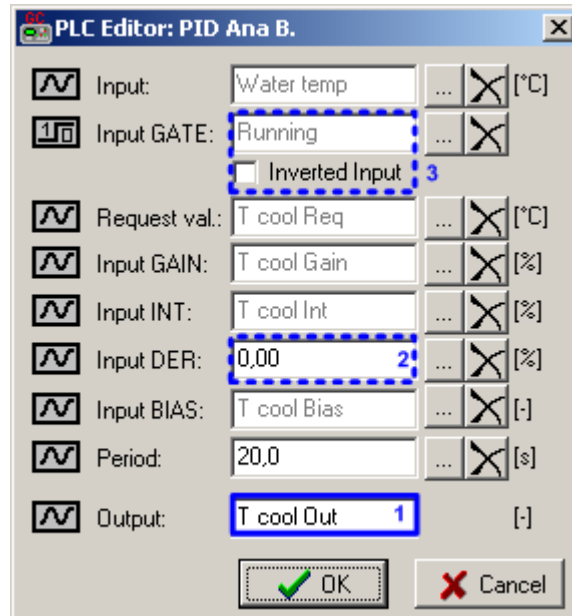 GC PLC Editor: PID Ana B.
Input: Water temp ... [°C]
Input GATE: Running ...
Inverted Input 3
Request val.: T cool Req ... [°C]
Input GAIN: T cool Gain ... [%]
Input INT: T cool Int ... [%]
Input DER: 0,00 2 ... [%]
Input BIAS: T cool Bias ... [-]
Period: 20,0 ... [s]
Output: T cool Out 1 [-]
OK Cancel